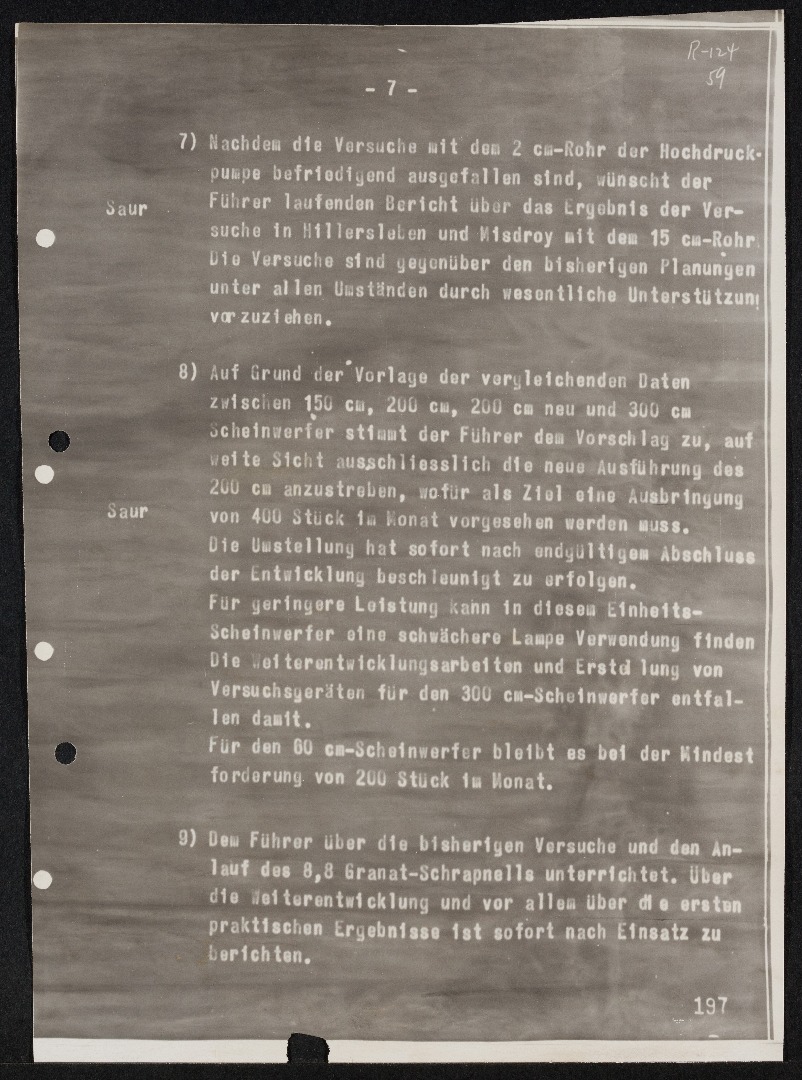 R-124
59
- 7 -
7) Nachdem die Versuche mit dem 2 cm-Rohr der Hochdruck-
pumpe befriedigend ausgefallen sind, wünscht der
Saur Führer laufenden Bericht über das Ergebnis der Ver-
suche in Hillersleben und Misdroy mit dem 15 cm-Rohr.
Die Versuche sind gegenüber den bisherigen Planungen
unter allen Umständen durch wesentliche Unterstützung
vorzuziehen.
8) Auf Grund der Vorlage der vergleichenden Daten
zwischen 150 cm, 200 cm, 200 cm neu und 300 cm
Scheinwerfer stimmt der Führer dem Vorschlag zu, auf
weite Sicht ausschliesslich die neue Ausführung des
200 cm anzustreben, wofür als Ziel eine Ausbringung
Saur von 400 Stück im Monat vorgesehen werden muss.
Die Umstellung hat sofort nach endgültigem Abschluss
der Entwicklung beschleunigt zu erfolgen.
Für geringere Leistung kann in diesem Einheits-
Scheinwerfer eine schwächere Lampe Verwendung finden
Die Weiterentwicklungsarbeiten und Erstellung von
Versuchsgeräten für den 300 cm-Scheinwerfer entfal-
len damit.
Für den 60 cm-Scheinwerfer bleibt es bei der Mindest
forderung von 200 Stück im Monat.
9) Dem Führer über die bisherigen Versuche und den An-
lauf des 8,8 Granat-Schrapnells unterrichtet. Über
die Weiterentwicklung und vor allem über die ersten
praktischen Ergebnisse ist sofort nach Einsatz zu
berichten.
197